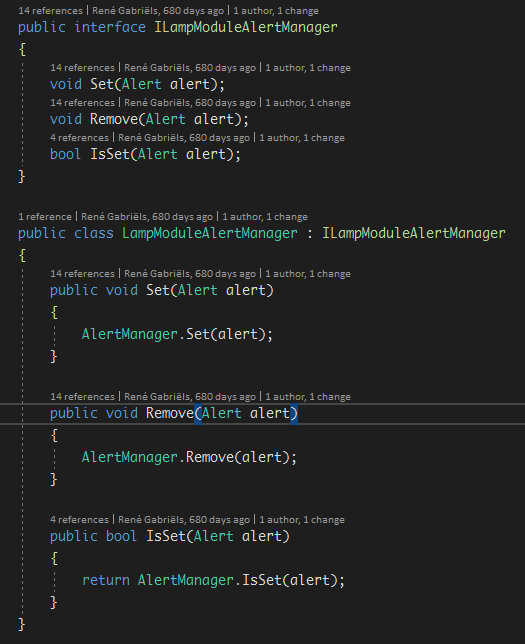 14 references | René Gabriëls, 680 days ago | 1 author, 1 change
public interface ILampModuleAlertManager
{
14 references | René Gabriëls, 680 days ago | 1 author, 1 change
void Set(Alert alert);
14 references | René Gabriëls, 680 days ago | 1 author, 1 change
void Remove(Alert alert);
4 references | René Gabriëls, 680 days ago | 1 author, 1 change
bool IsSet(Alert alert);
}
1 reference | René Gabriëls, 680 days ago | 1 author, 1 change
public class LampModuleAlertManager : ILampModuleAlertManager
{
14 references | René Gabriëls, 680 days ago | 1 author, 1 change
public void Set(Alert alert)
{
AlertManager.Set(alert);
}
14 references | René Gabriëls, 680 days ago | 1 author, 1 change
public void Remove(Alert alert)
{
AlertManager.Remove(alert);
}
4 references | René Gabriëls, 680 days ago | 1 author, 1 change
public bool IsSet(Alert alert)
{
return AlertManager.IsSet(alert);
}
}